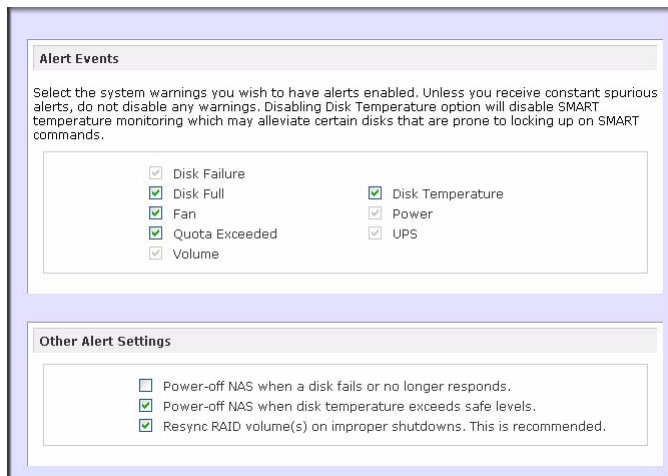 Alert Events
Select the system warnings you wish to have alerts enabled. Unless you receive constant spurious
alerts, do not disable any warnings. Disabling Disk Temperature option will disable SMART
temperature monitoring which may alleviate certain disks that are prone to locking up on SMART
commands.
Disk Failure
Disk Full
Disk Temperature
Fan
Power
Quota Exceeded
UPS
Volume
Other Alert Settings
Power-off NAS when a disk fails or no longer responds.
Power-off NAS when disk temperature exceeds safe levels.
Resync RAID volume(s) on improper shutdowns. This is recommended.